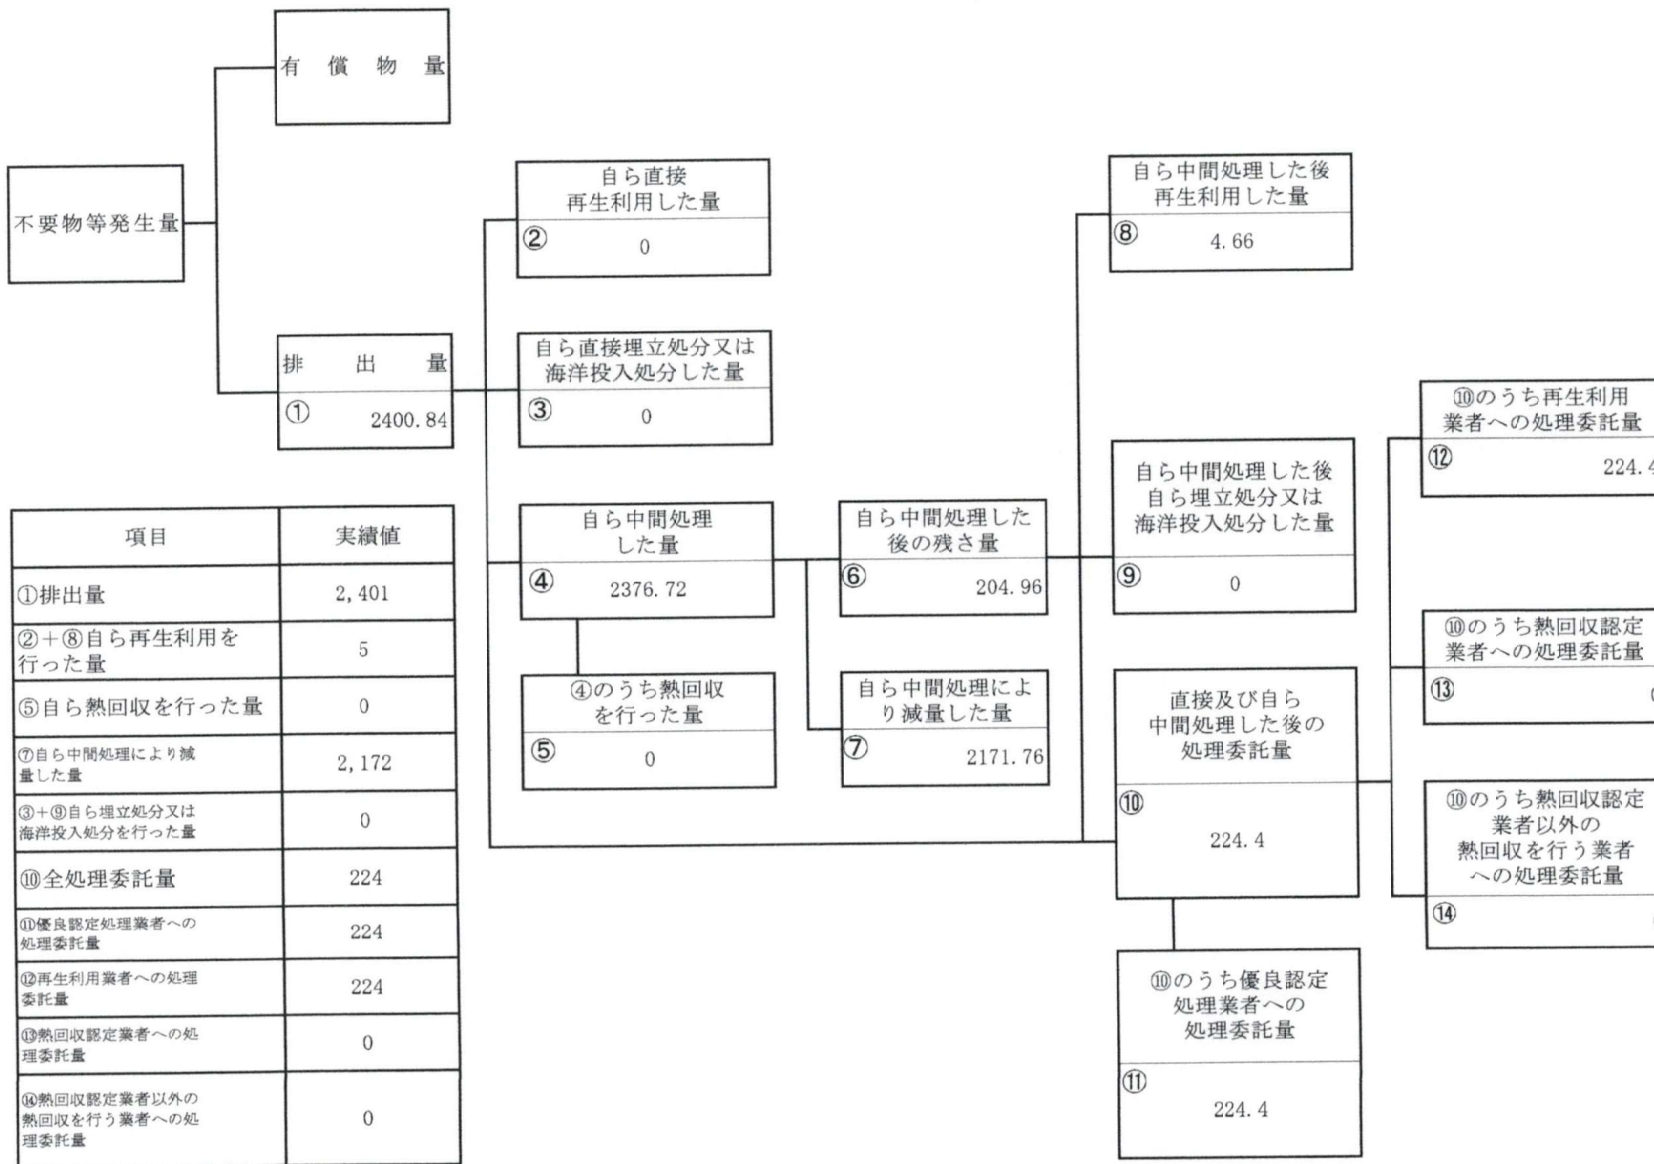 有償物量
不要物等発生量
排出量
① 2400.84
自ら直接
再生利用した量
② 0
自ら直接埋立処分又は
海洋投入処分した量
③ 0
自ら中間処理
した量
④ 2376.72
④のうち熱回収
を行った量
⑤ 0
自ら中間処理した
後の残さ量
⑥ 204.96
自ら中間処理によ
り減量した量
⑦ 2171.76
自ら中間処理した後
再生利用した量
⑧ 4.66
自ら中間処理した後
自ら埋立処分又は
海洋投入処分した量
⑨ 0
直接及び自ら
中間処理した後の
処理委託量
⑩
224.4
⑩のうち優良認定
処理業者への
処理委託量
⑪
224.4
⑩のうち再生利用
業者への処理委託量
⑫ 224.4
⑩のうち熱回収認定
業者への処理委託量
⑬
⑩のうち熱回収認定
業者以外の
熱回収を行う業者
への処理委託量
⑭
項目 実績値
①排出量 2,401
②+⑧自ら再生利用を
行った量 5
⑤自ら熱回収を行った量 0
⑦自ら中間処理により減
量した量 2,172
③+⑨自ら埋立処分又は
海洋投入処分を行った量 0
⑩全処理委託量 224
⑪優良認定処理業者への
処理委託量 224
⑫再生利用業者への処理
委託量 224
⑬熱回収認定業者への処
理委託量 0
⑭熱回収認定業者以外の
熱回収を行う業者への処
理委託量 0